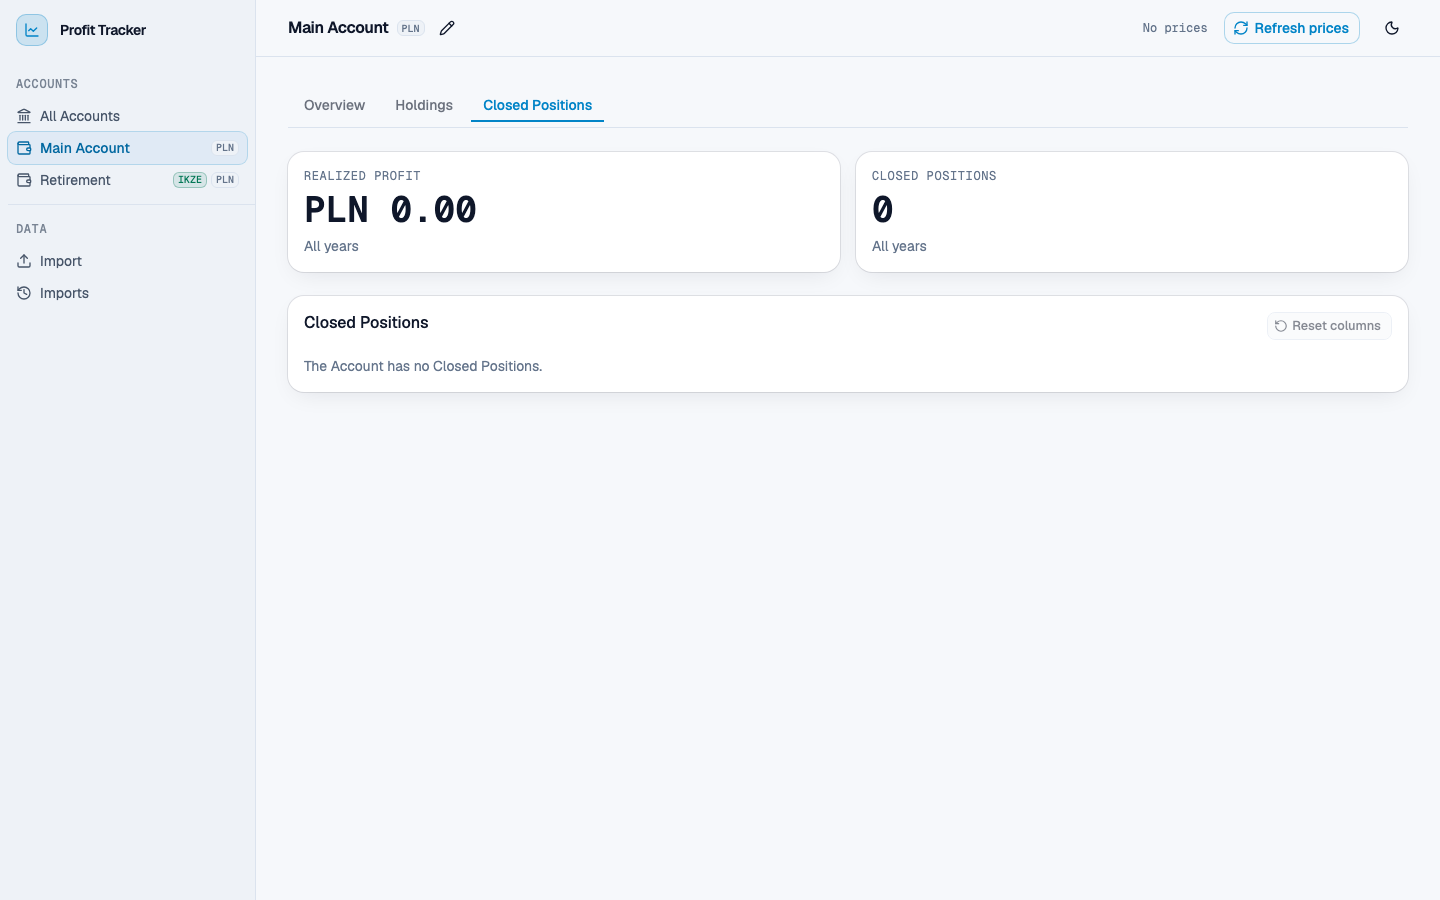 Profit Tracker
ACCOUNTS
All Accounts
Main Account PLN
Retirement IKZE PLN
DATA
Import
Imports
Main Account PLN
No prices
Refresh prices
Overview Holdings Closed Positions
REALIZED PROFIT
PLN 0.00
All years
CLOSED POSITIONS
0
All years
Closed Positions
Reset columns
The Account has no Closed Positions.